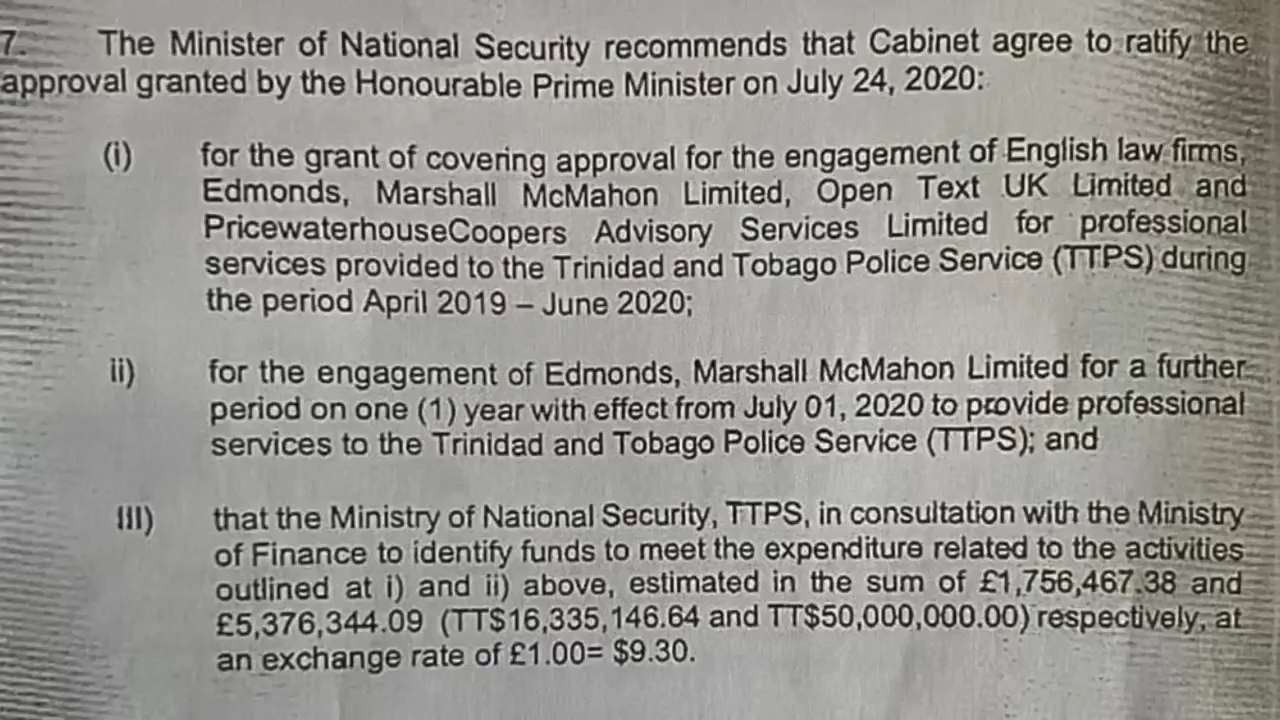 7. The Minister of National Security recommends that Cabinet agree to ratify the
approval granted by the Honourable Prime Minister on July 24, 2020:
(i) for the grant of covering approval for the engagement of English law firms,
Edmonds, Marshall McMahon Limited, Open Text UK Limited and
PricewaterhouseCoopers Advisory Services Limited for professional
services provided to the Trinidad and Tobago Police Service (TTPS) during
the period April 2019 – June 2020;
ii) for the engagement of Edmonds, Marshall McMahon Limited for a further
period on one (1) year with effect from July 01, 2020 to provide professional
services to the Trinidad and Tobago Police Service (TTPS); and
III) that the Ministry of National Security, TTPS, in consultation with the Ministry
of Finance to identify funds to meet the expenditure related to the activities
outlined at i) and ii) above, estimated in the sum of £1,756,467.38 and
£5,376,344.09 (TT$16,335,146.64 and TT$50,000,000.00) respectively, at
an exchange rate of £1.00= $9.30.